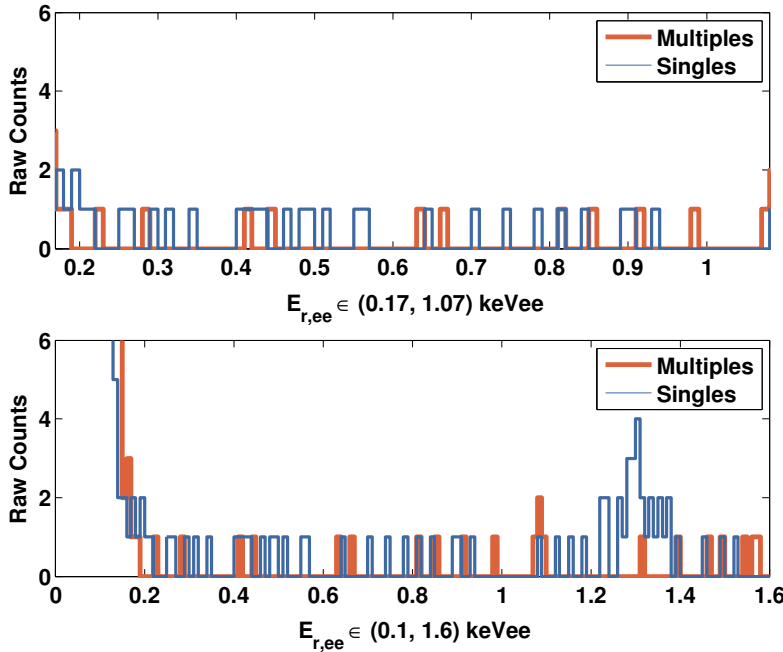 6
4
2
0
Raw Counts
Multiples
Singles
0.2 0.3 0.4 0.5 0.6 0.7 0.8 0.9 1
E_{r,ee} ∈ (0.17, 1.07) keVee
6
4
2
0
Raw Counts
Multiples
Singles
0 0.2 0.4 0.6 0.8 1 1.2 1.4 1.6
E_{r,ee} ∈ (0.1, 1.6) keVee